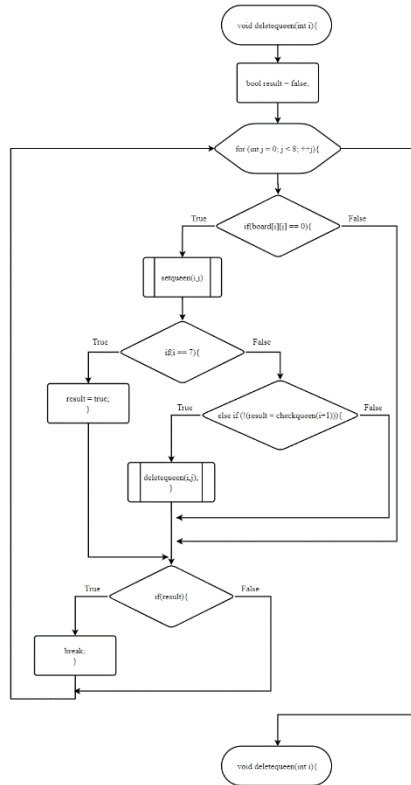 void deletequeen(int i){
bool result = false;
for (int j = 0; j < 8; ++j){
if(board[i][j] == 0){
True
False
setqueen(i,j)
if(i == 7){
True
False
result = true;
}
else if (!(result = checkqueen(i+1))){
True
False
deletequeen(i,j);
}
if(result){
True
False
break;
}
void deletequeen(int i){